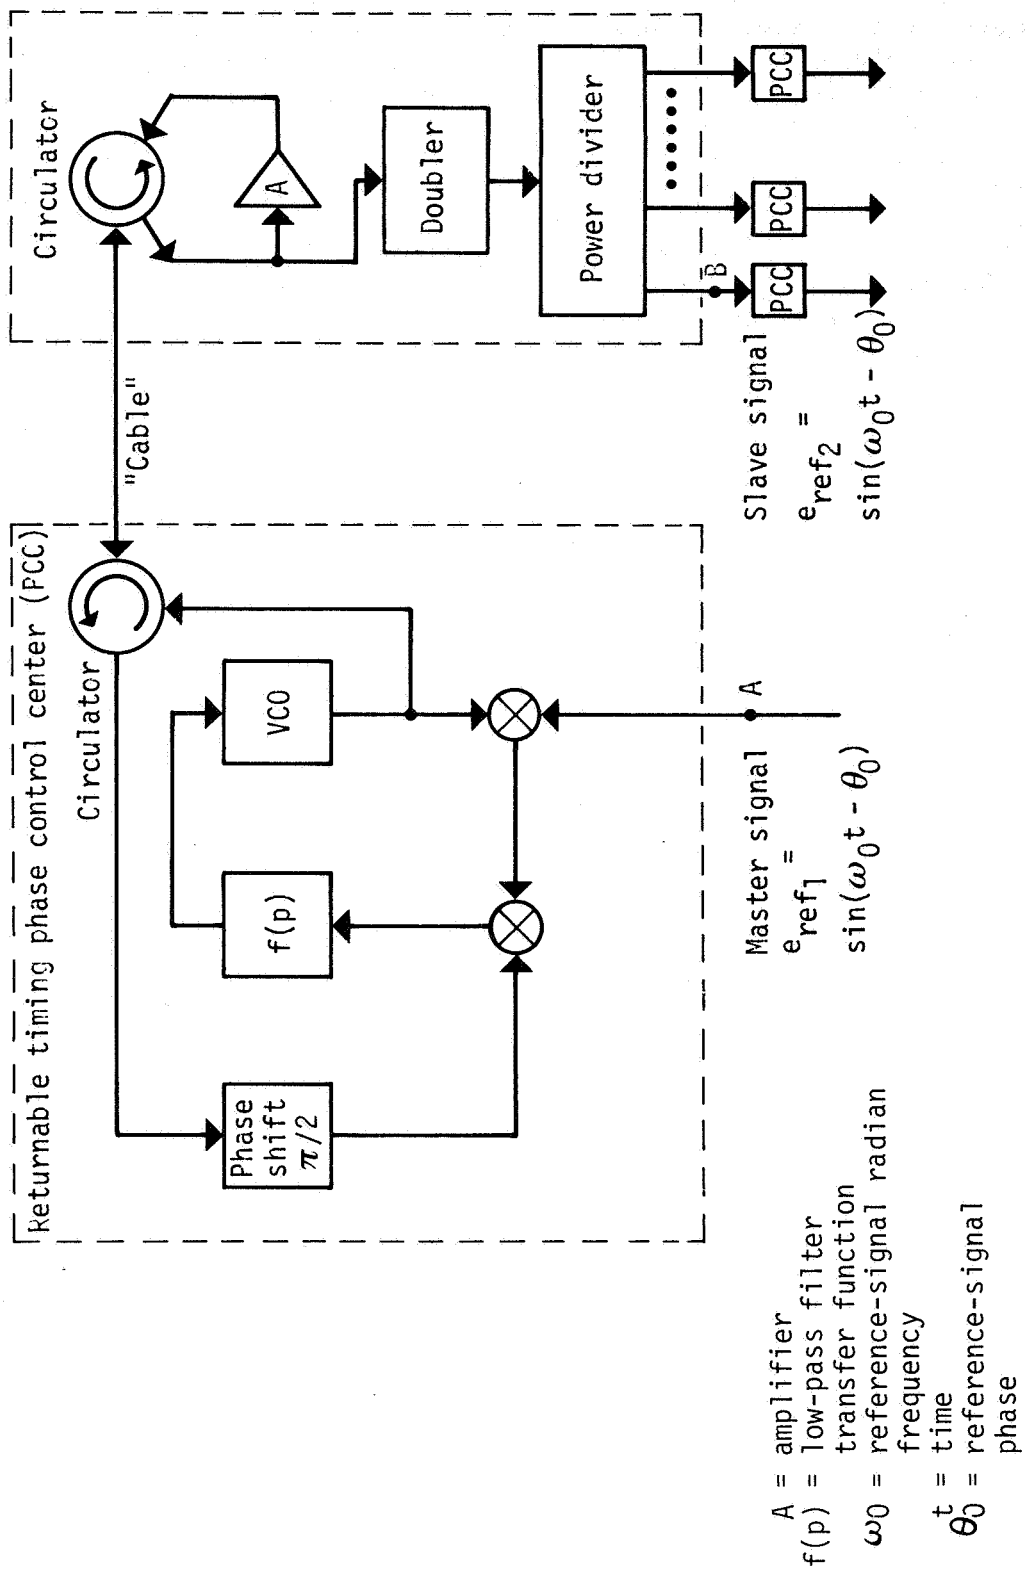 Returnable timing phase control center (PCC)
Circulator
Phase
shift
π/2
f(p)
VCO
A
Master signal
e_ref1 =
sin(ω0t - θ0)
"Cable"
Circulator
A
Doubler
Power divider
B
PCC
PCC
PCC
Slave signal
e_ref2 =
sin(ω0t - θ0)
A = amplifier
f(p) = low-pass filter
transfer function
ω0 = reference-signal radian
frequency
t = time
θ0 = reference-signal
phase